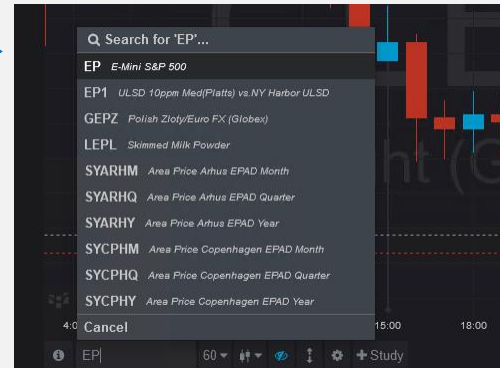 Search for 'EP'...
EP E-Mini S&P 500
EP1 ULSD 10ppm Med(Platts) vs.NY Harbor ULSD
GEPZ Polish Zloty/Euro FX (Globex)
LEPL Skimmed Milk Powder
SYARHM Area Price Arhus EPAD Month
SYARHQ Area Price Arhus EPAD Quarter
SYARHY Area Price Arhus EPAD Year
SYCPHM Area Price Copenhagen EPAD Month
SYCPHQ Area Price Copenhagen EPAD Quarter
SYCPHY Area Price Copenhagen EPAD Year
Cancel
15:00 18:00
EP 60 +Study